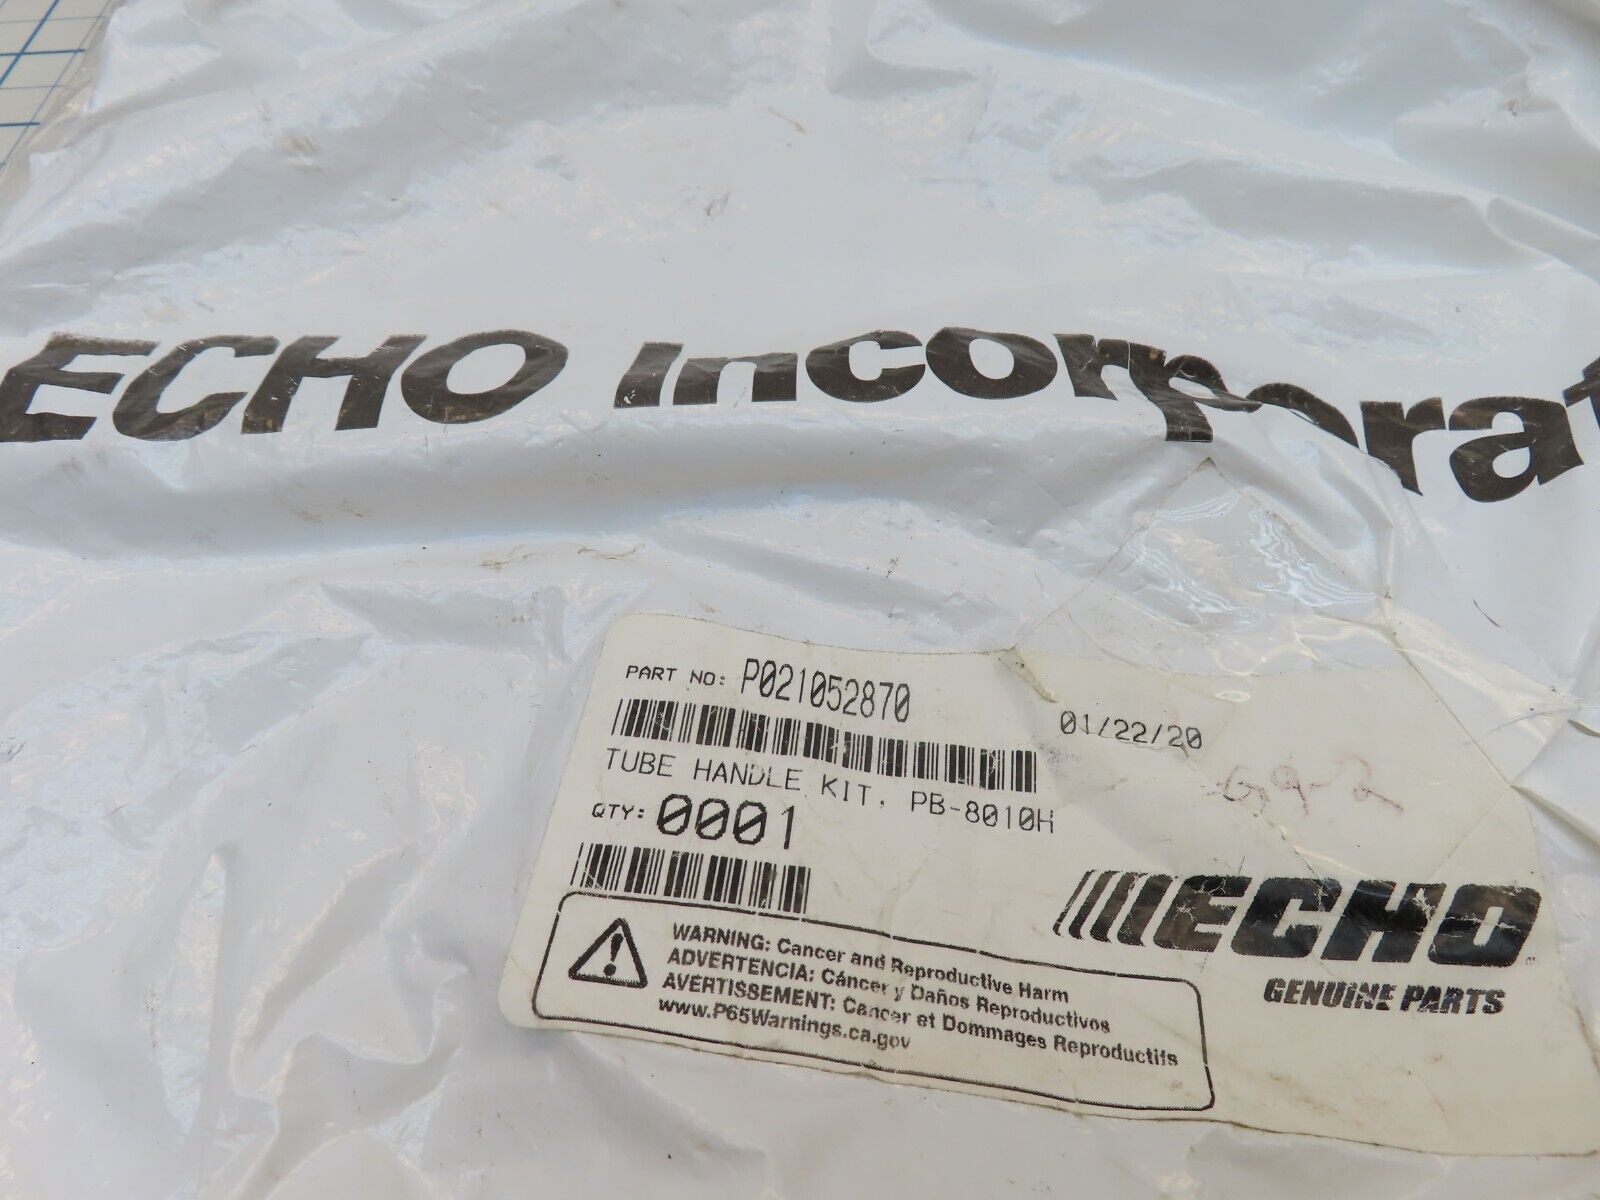 ECHO Incorporat
PART NO: P021052870
01/22/20
TUBE HANDLE KIT, PB-8010H
QTY: 0001
ECHO
GENUINE PARTS
WARNING: Cancer and Reproductive Harm
ADVERTENCIA: Cáncer y Daños Reproductivos
AVERTISSEMENT: Cancer et Dommages Reproductifs
www.P65Warnings.ca.gov